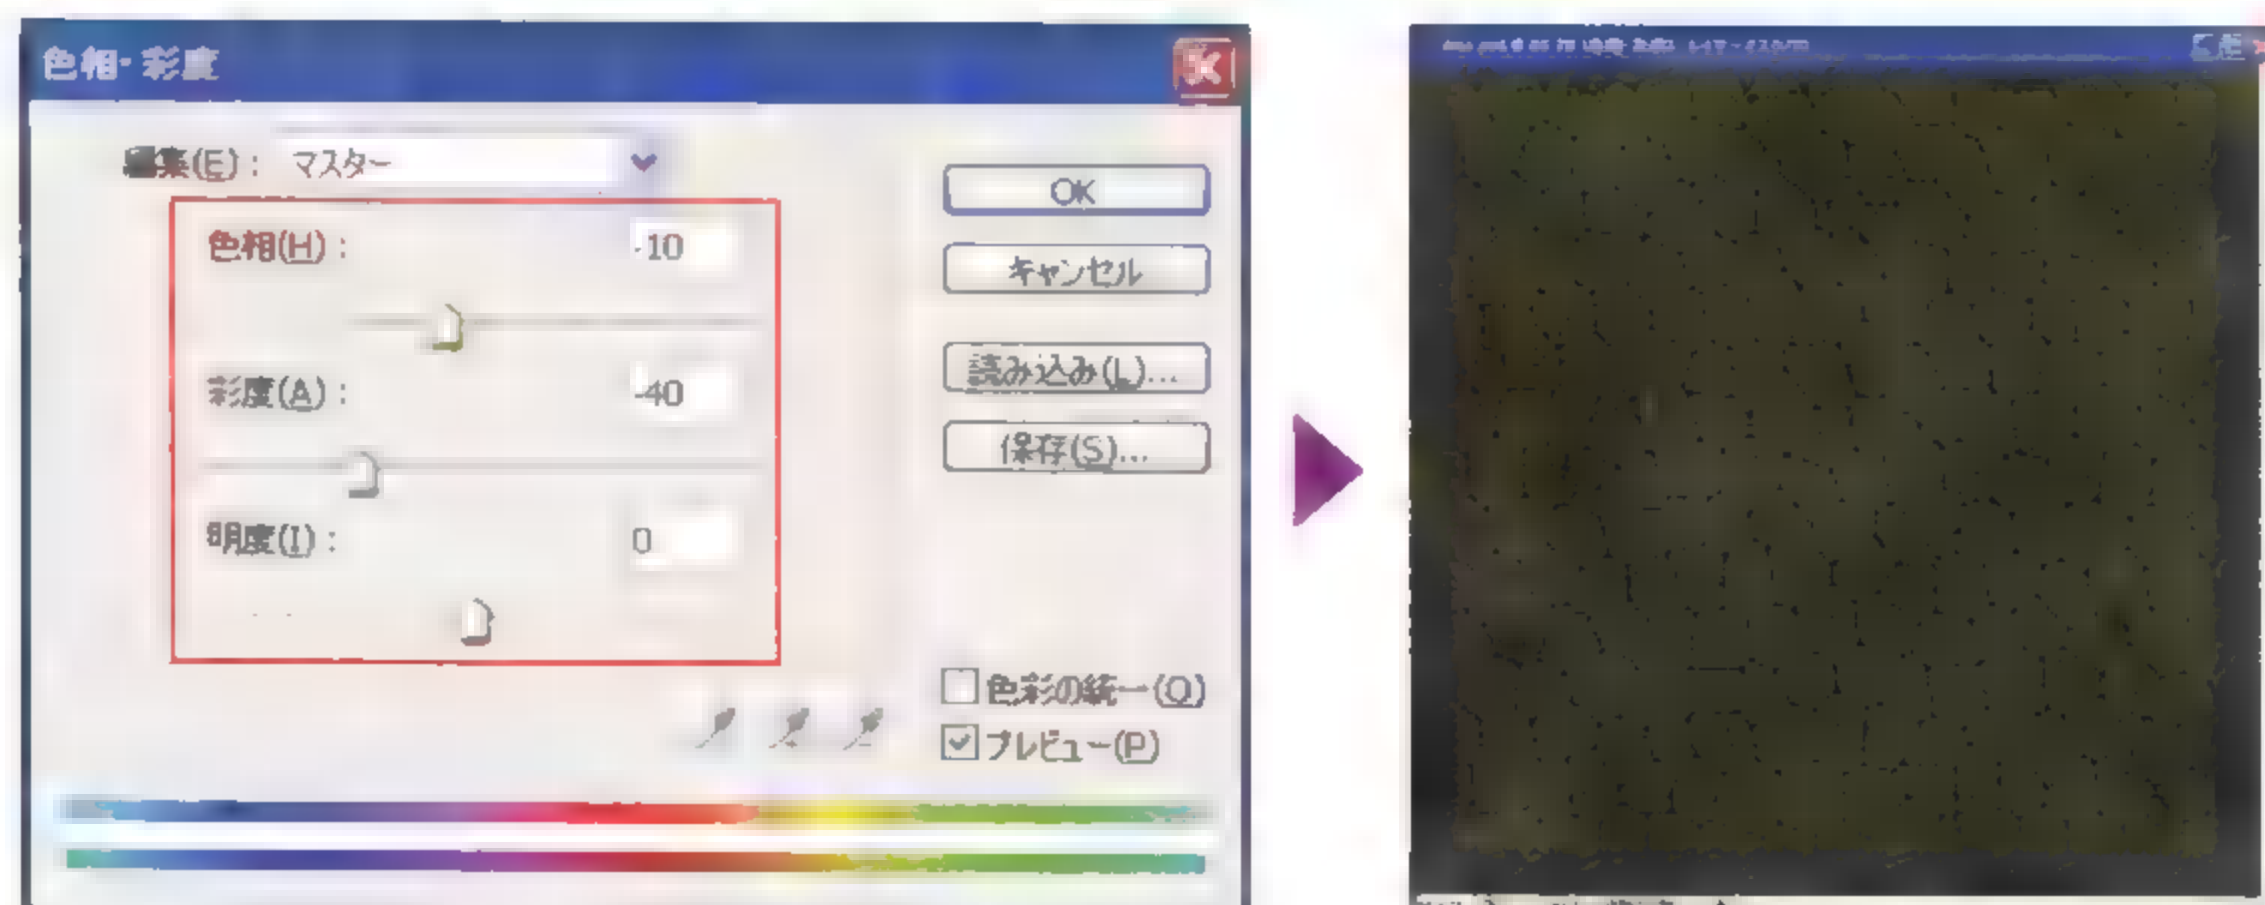 色相・彩度
編集(E)： マスター
色相(H)： -10
彩度(A)： -40
明度(I)： 0
OK
キャンセル
読み込み(L)...
保存(S)...
色彩の統一(O)
プレビュー(P)